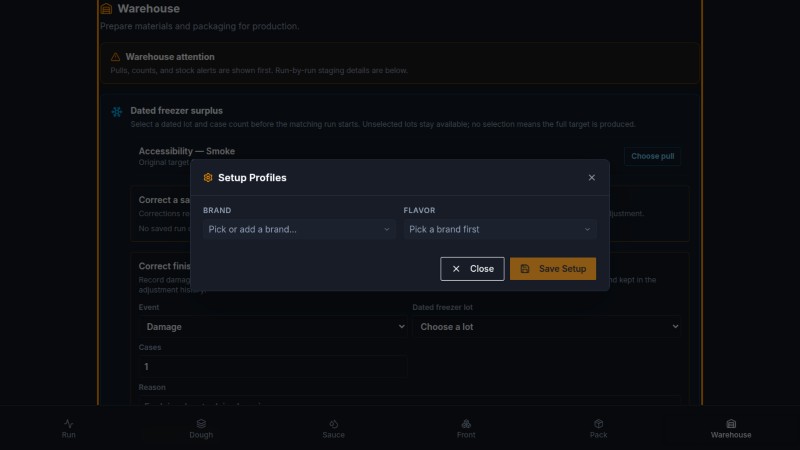 Warehouse
Prepare materials and packaging for production.
Warehouse attention
Pulls, counts, and stock alerts are shown first. Run-by-run staging details are below.
Dated freezer surplus
Select a dated lot and case count before the matching run starts. Unselected lots stay available; no selection means the full target is produced.
Accessibility — Smoke
Original target
Choose pull
Setup Profiles
BRAND
FLAVOR
Pick or add a brand...
Pick a brand first
Close
Save Setup
Correct a sa
Corrections re
djustment.
No saved run
Correct finis
Record damag
nd kept in the
adjustment
Event
Dated freezer lot
Damage
Choose a lot
Cases
1
Reason
Run
Dough
Sauce
Front
Pack
Warehouse